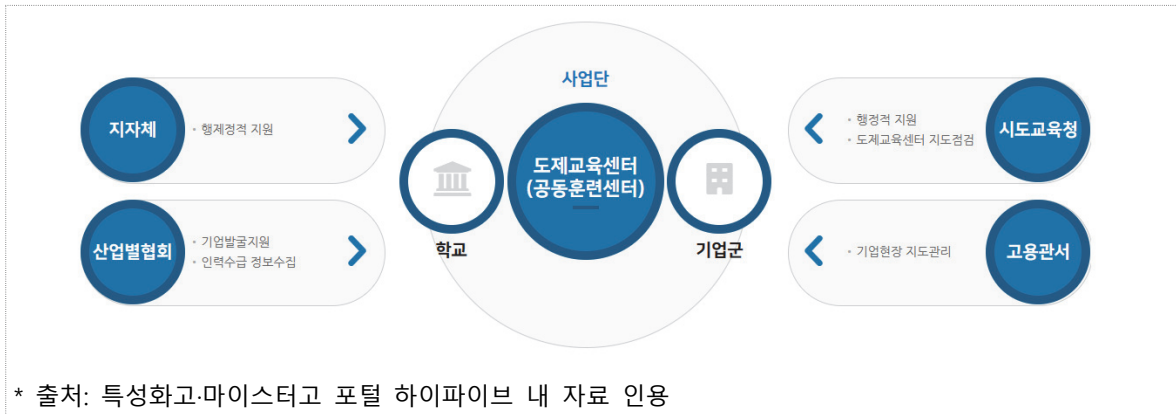 사업단
지자체
• 행제정적 지원
산업별협회
• 기업발굴지원
• 인력수급 정보수집
학교
도제교육센터
(공동훈련센터)
기업군
• 행정적 지원
• 도제교육센터 지도점검
시도교육청
• 기업현장 지도관리
고용관서
* 출처: 특성화고·마이스터고 포털 하이파이브 내 자료 인용